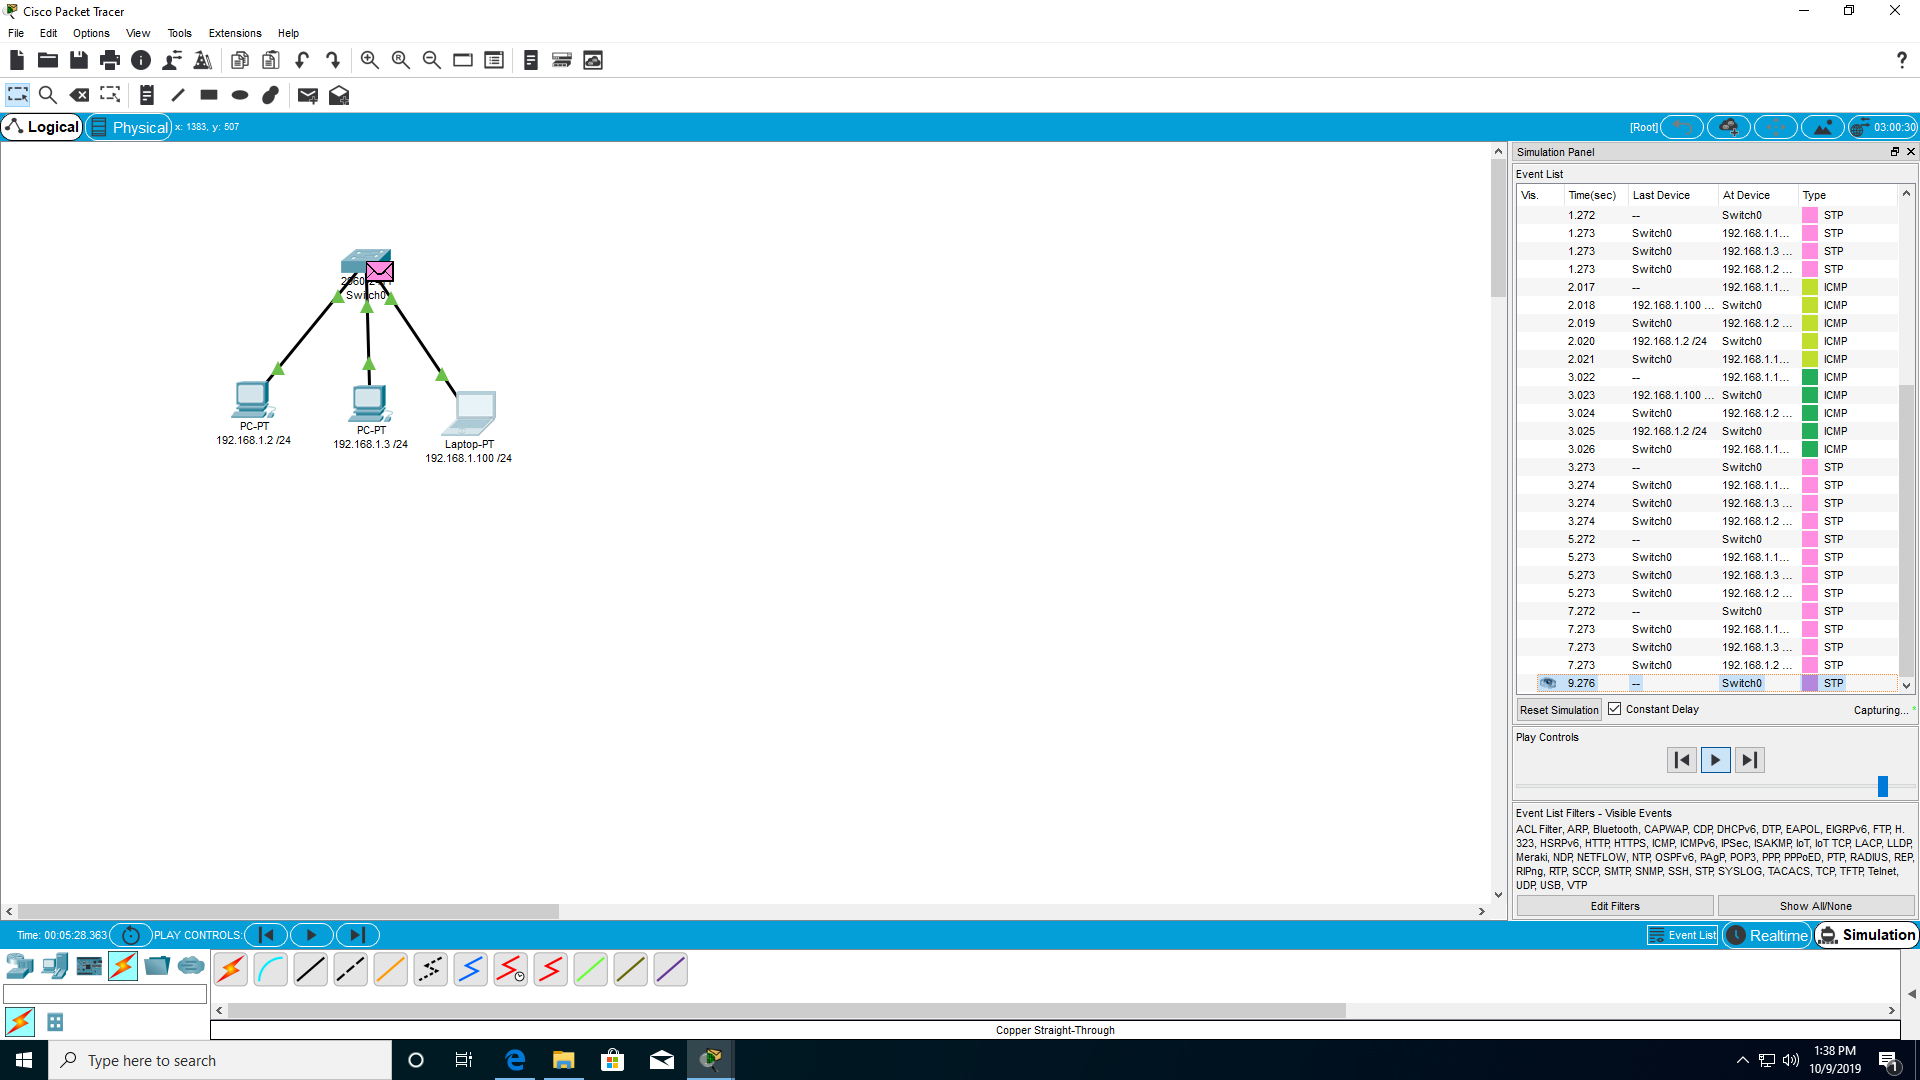 Cisco Packet Tracer
File Edit Options View Tools Extensions Help
Logical Physical x: 1383, y: 507 [Root] 03:00:30
Switch0
PC-PT
192.168.1.2 /24
PC-PT
192.168.1.3 /24
Laptop-PT
192.168.1.100 /24
Simulation Panel
Event List
Vis. Time(sec) Last Device At Device Type
1.272 -- Switch0 STP
1.273 Switch0 192.168.1.1... STP
1.273 Switch0 192.168.1.3 ... STP
1.273 Switch0 192.168.1.2 ... STP
2.017 -- 192.168.1.1... ICMP
2.018 192.168.1.100 ... Switch0 ICMP
2.019 Switch0 192.168.1.2 ... ICMP
2.020 192.168.1.2 /24 Switch0 ICMP
2.021 Switch0 192.168.1.1... ICMP
3.022 -- 192.168.1.1... ICMP
3.023 192.168.1.100 ... Switch0 ICMP
3.024 Switch0 192.168.1.2 ... ICMP
3.025 192.168.1.2 /24 Switch0 ICMP
3.026 Switch0 192.168.1.1... ICMP
3.273 -- Switch0 STP
3.274 Switch0 192.168.1.1... STP
3.274 Switch0 192.168.1.3 ... STP
3.274 Switch0 192.168.1.2 ... STP
5.272 -- Switch0 STP
5.273 Switch0 192.168.1.1... STP
5.273 Switch0 192.168.1.3 ... STP
5.273 Switch0 192.168.1.2 ... STP
7.272 -- Switch0 STP
7.273 Switch0 192.168.1.1... STP
7.273 Switch0 192.168.1.3 ... STP
7.273 Switch0 192.168.1.2 ... STP
9.276 -- Switch0 STP
Reset Simulation Constant Delay Capturing... *
Play Controls
Event List Filters - Visible Events
ACL Filter, ARP, Bluetooth, CAPWAP, CDP, DHCPv6, DTP, EAPOL, EIGRPv6, FTP, H.
323, HSRPv6, HTTP, HTTPS, ICMP, ICMPv6, IPSec, ISAKMP, IoT, IoT TCP, LACP, LLDP,
Meraki, NDP, NETFLOW, NTP, OSPFv6, PAgP, POP3, PPP, PPPoED, PTP, RADIUS, REP,
RIPng, RTP, SCCP, SMTP, SNMP, SSH, STP, SYSLOG, TACACS, TCP, TFTP, Telnet,
UDP, USB, VTP
Edit Filters Show All/None
Time: 00:05:28.363 PLAY CONTROLS: Event List Realtime Simulation
Copper Straight-Through
Type here to search
1:38 PM
10/9/2019
1